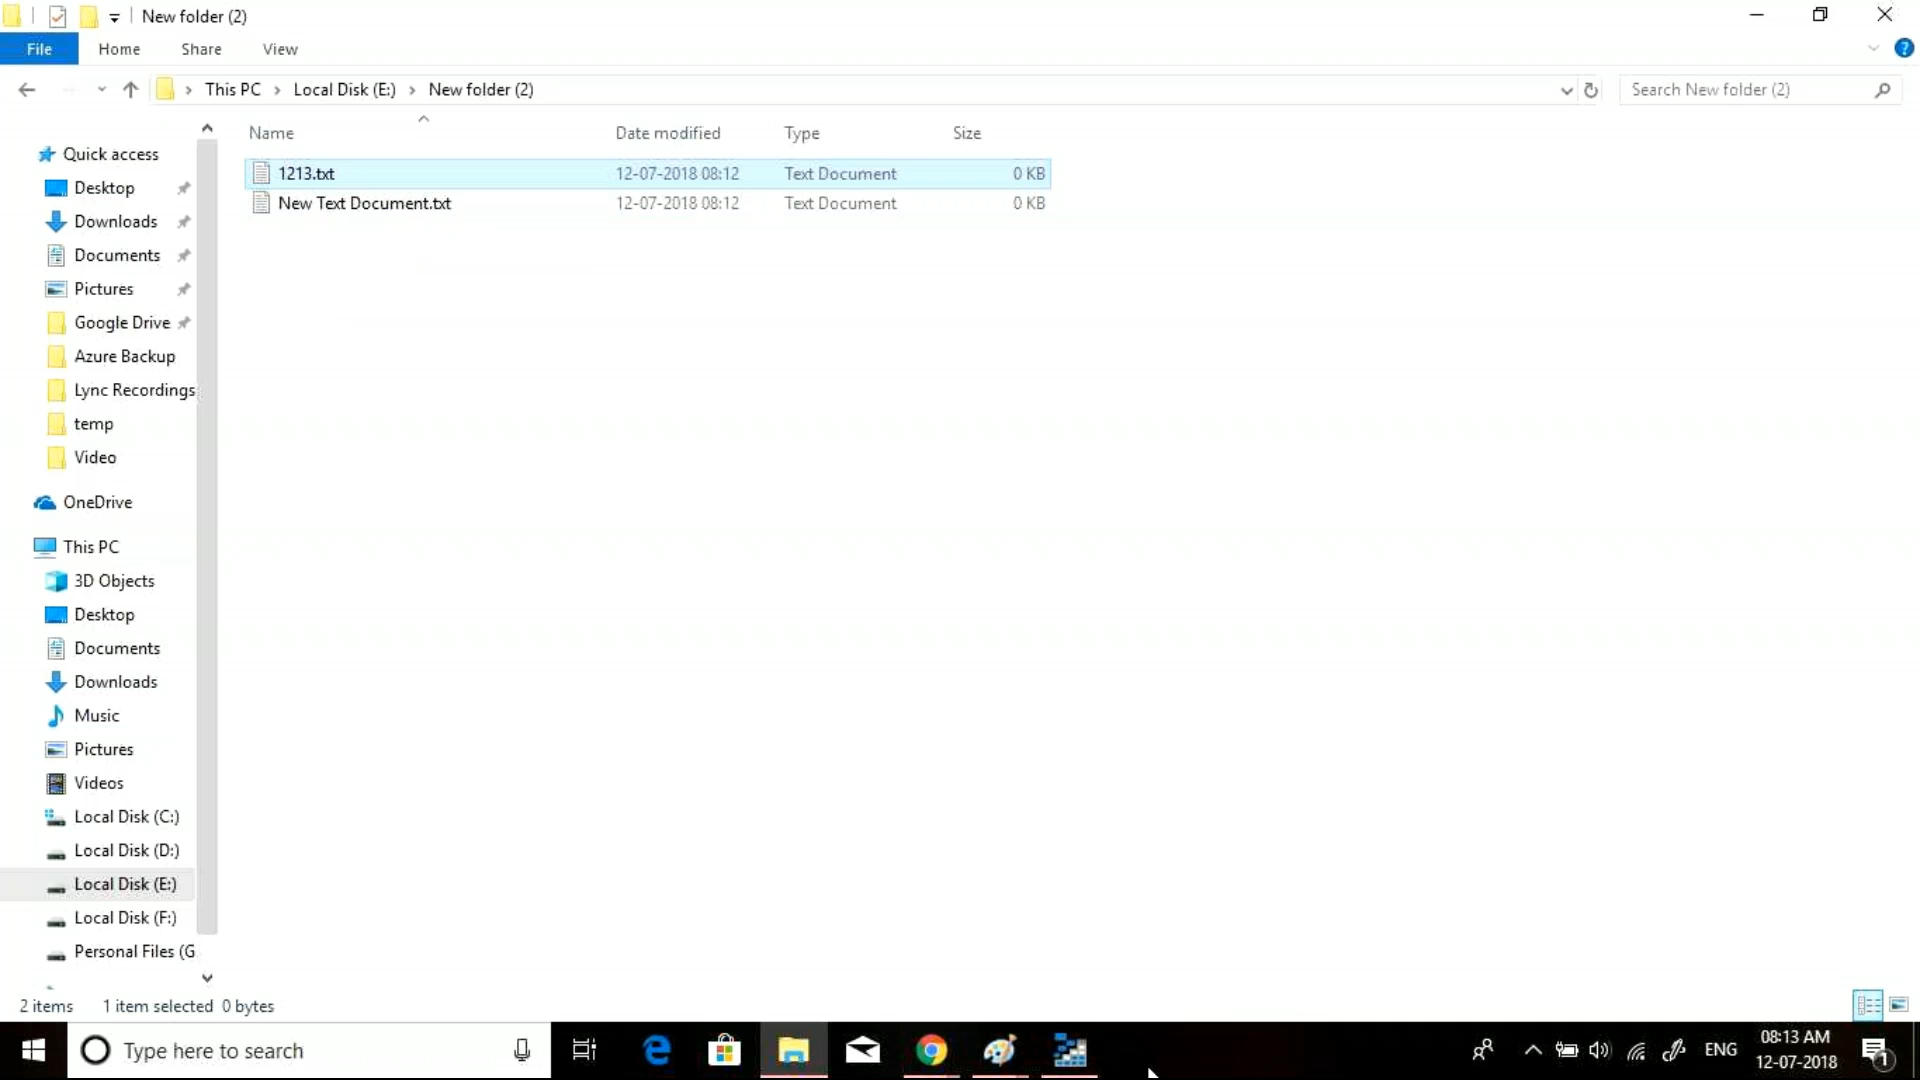 New folder (2)
File Home Share View
This PC Local Disk (E:) New folder (2)
Search New folder (2)
Name Date modified Type Size
1213.txt 12-07-2018 08:12 Text Document 0 KB
New Text Document.txt 12-07-2018 08:12 Text Document 0 KB
Quick access
Desktop
Downloads
Documents
Pictures
Google Drive
Azure Backup
Lync Recordings
temp
Video
OneDrive
This PC
3D Objects
Desktop
Documents
Downloads
Music
Pictures
Videos
Local Disk (C:)
Local Disk (D:)
Local Disk (E:)
Local Disk (F:)
Personal Files (G
2 items 1 item selected 0 bytes
Type here to search
ENG
08:13 AM
12-07-2018
1